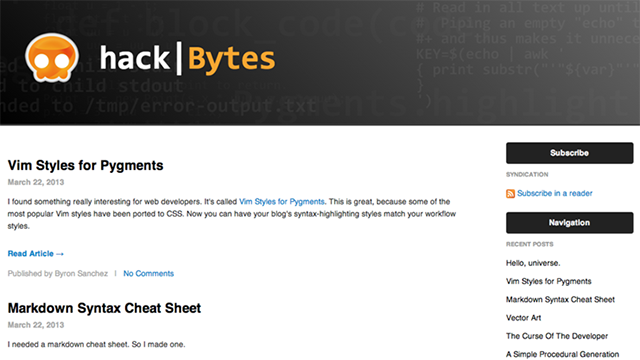 def block_code(co
# Read in all text up until
# Piping an empty "echo"
#+ and this makes it unnece
KEY=$(echo | awk
{ print substr("'"${var}"'"
}
')
hack|Bytes
to child stdout
nded to /tmp/error-output.txt
Pygments highlight
Vim Styles for Pygments
March 22, 2013
I found something really interesting for web developers. It's called Vim Styles for Pygments. This is great, because some of the
most popular Vim styles have been ported to CSS. Now you can have your blog's syntax-highlighting styles match your workflow
styles.
Read Article →
Published by Byron Sanchez | No Comments
Markdown Syntax Cheat Sheet
March 22, 2013
I needed a markdown cheat sheet. So I made one.
Subscribe
SYNDICATION
Subscribe in a reader
Navigation
RECENT POSTS
Hello, universe.
Vim Styles for Pygments
Markdown Syntax Cheat Sheet
Vector Art
The Curse Of The Developer
A Simple Procedural Generation